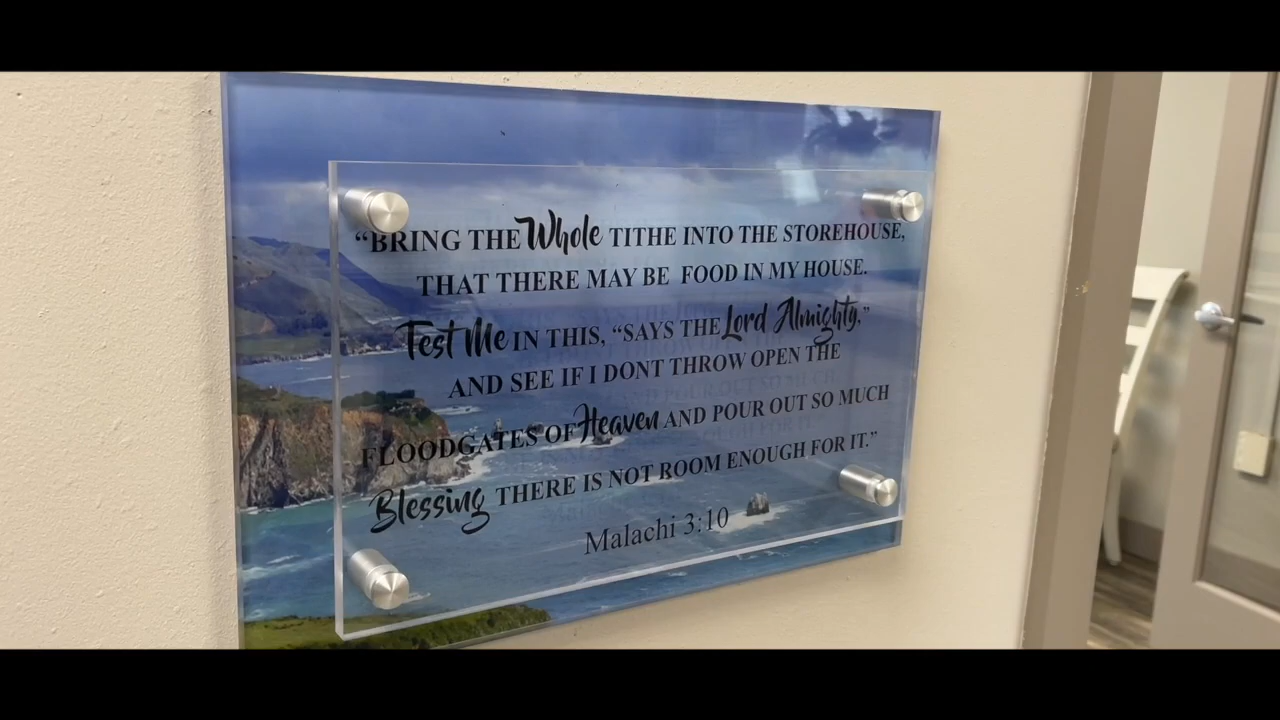 “BRING THE Whole TITHE INTO THE STOREHOUSE,
THAT THERE MAY BE FOOD IN MY HOUSE.
Test Me IN THIS, “SAYS THE Lord Almighty,”
AND SEE IF I DONT THROW OPEN THE
FLOODGATES OF Heaven AND POUR OUT SO MUCH
Blessing THERE IS NOT ROOM ENOUGH FOR IT.”
Malachi 3:10